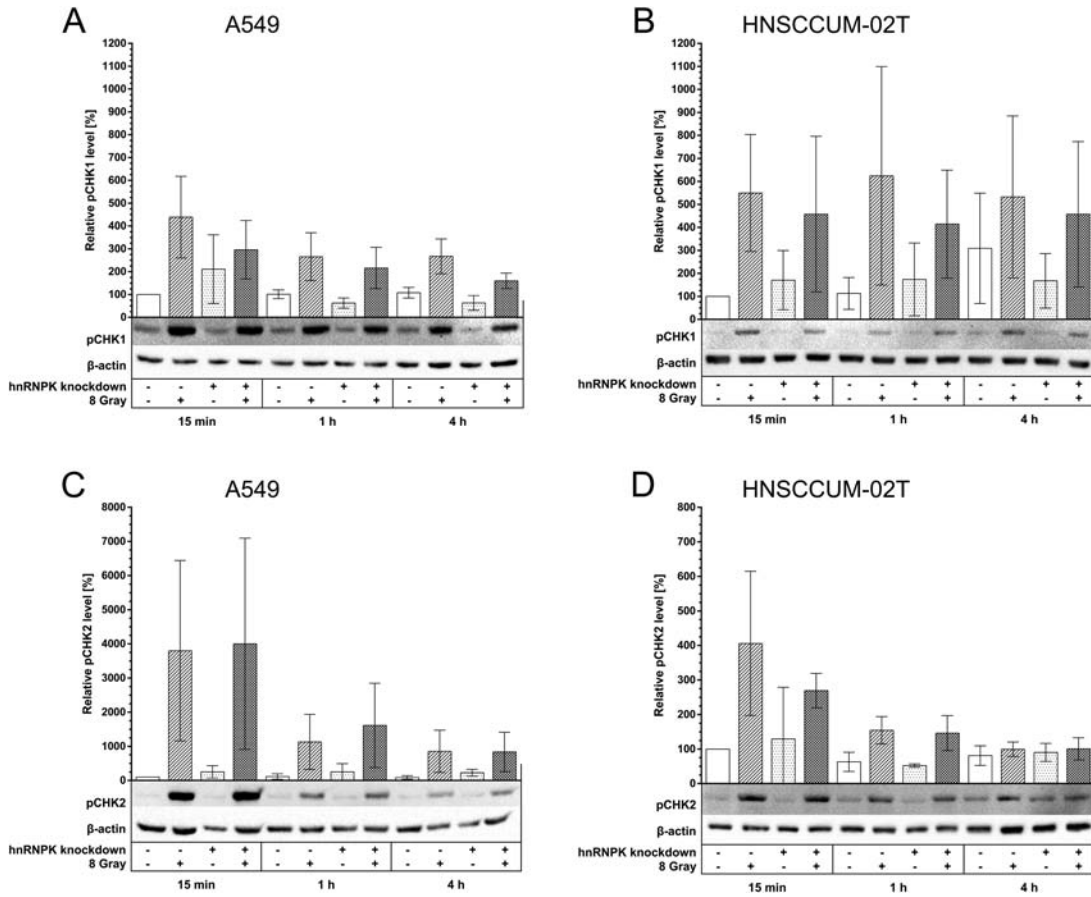 A
A549
1200
1100
1000
900
800
700
600
500
400
300
200
100
0
Relative pCHK1 level [%]
pCHK1
β-actin
hnRNPK knockdown - - + + - - + + - - + +
8 Gray - + - + - + - + - + - +
15 min 1 h 4 h
B
HNSCCUM-02T
1200
1100
1000
900
800
700
600
500
400
300
200
100
0
Relative pCHK1 level [%]
pCHK1
β-actin
hnRNPK knockdown - - + + - - + + - - + +
8 Gray - + - + - + - + - + - +
15 min 1 h 4 h
C
A549
8000
7000
6000
5000
4000
3000
2000
1000
0
Relative pCHK2 level [%]
pCHK2
β-actin
hnRNPK knockdown - - + + - - + + - - + +
8 Gray - + - + - + - + - + - +
15 min 1 h 4 h
D
HNSCCUM-02T
800
700
600
500
400
300
200
100
0
Relative pCHK2 level [%]
pCHK2
β-actin
hnRNPK knockdown - - + + - - + + - - + +
8 Gray - + - + - + - + - + - +
15 min 1 h 4 h